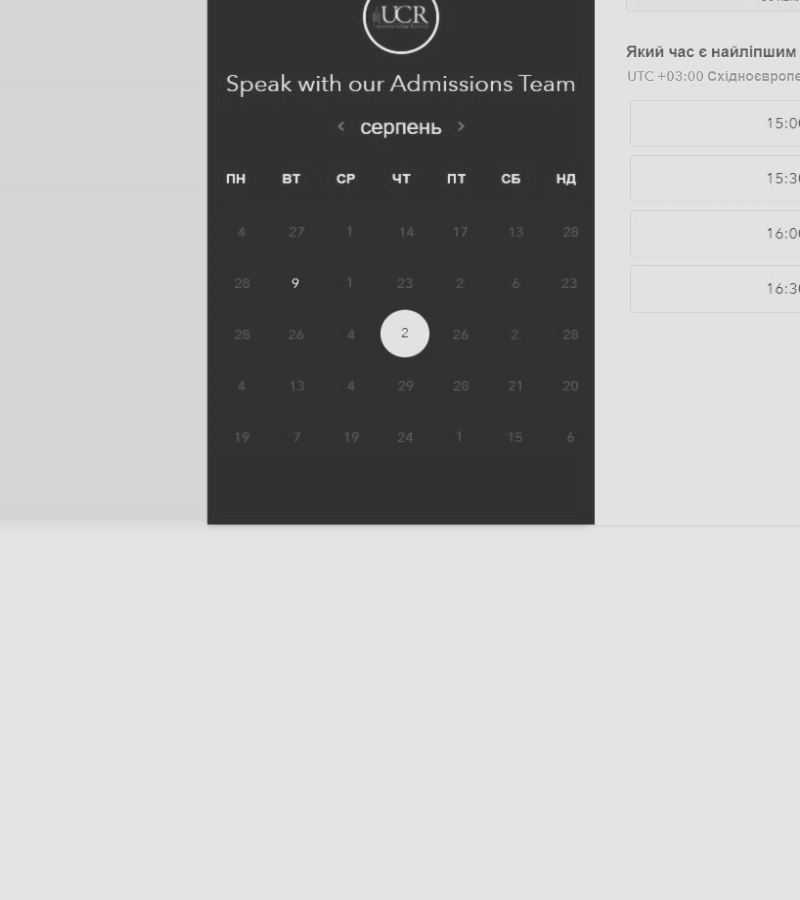 UCR
Speak with our Admissions Team
< серпень >
ПН ВТ СР ЧТ ПТ СБ НД
4 27 1 14 17 13 28
28 9 1 23 2 6 23
28 26 4 2 26 2 28
4 13 4 29 28 21 20
19 7 19 24 1 15 6
Який час є найліпшим
UTC +03:00 Східноєвропе
15:0
15:3
16:0
16:3